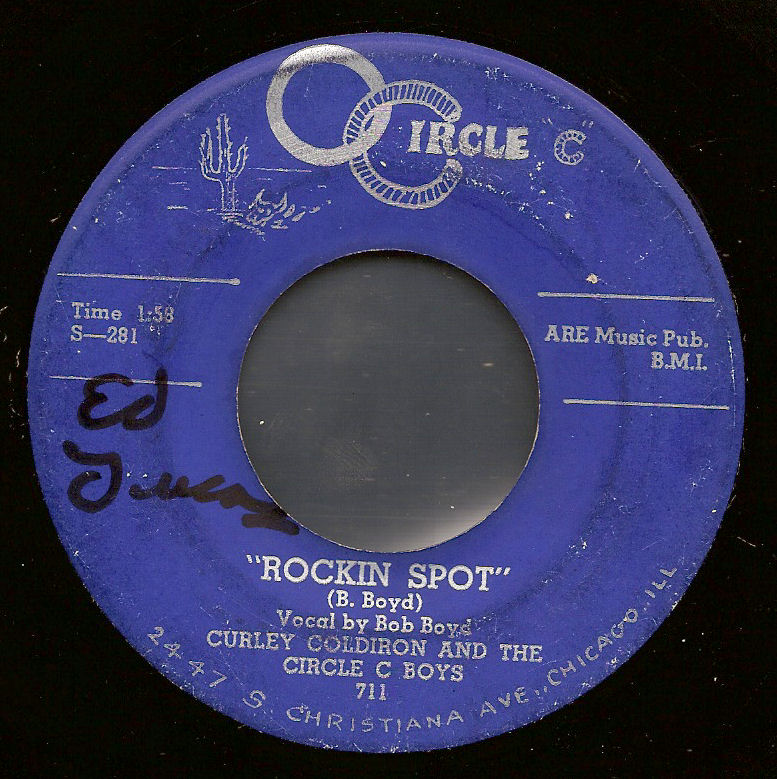 CIRCLE C
Time 1:58
S—281
ARE Music Pub.
B.M.I.
Ed
"ROCKIN SPOT"
(B. Boyd)
Vocal by Bob Boyd
CURLEY COLDIRON AND THE
CIRCLE C BOYS
711
2447 S. CHRISTIANA AVE., CHICAGO. ILL